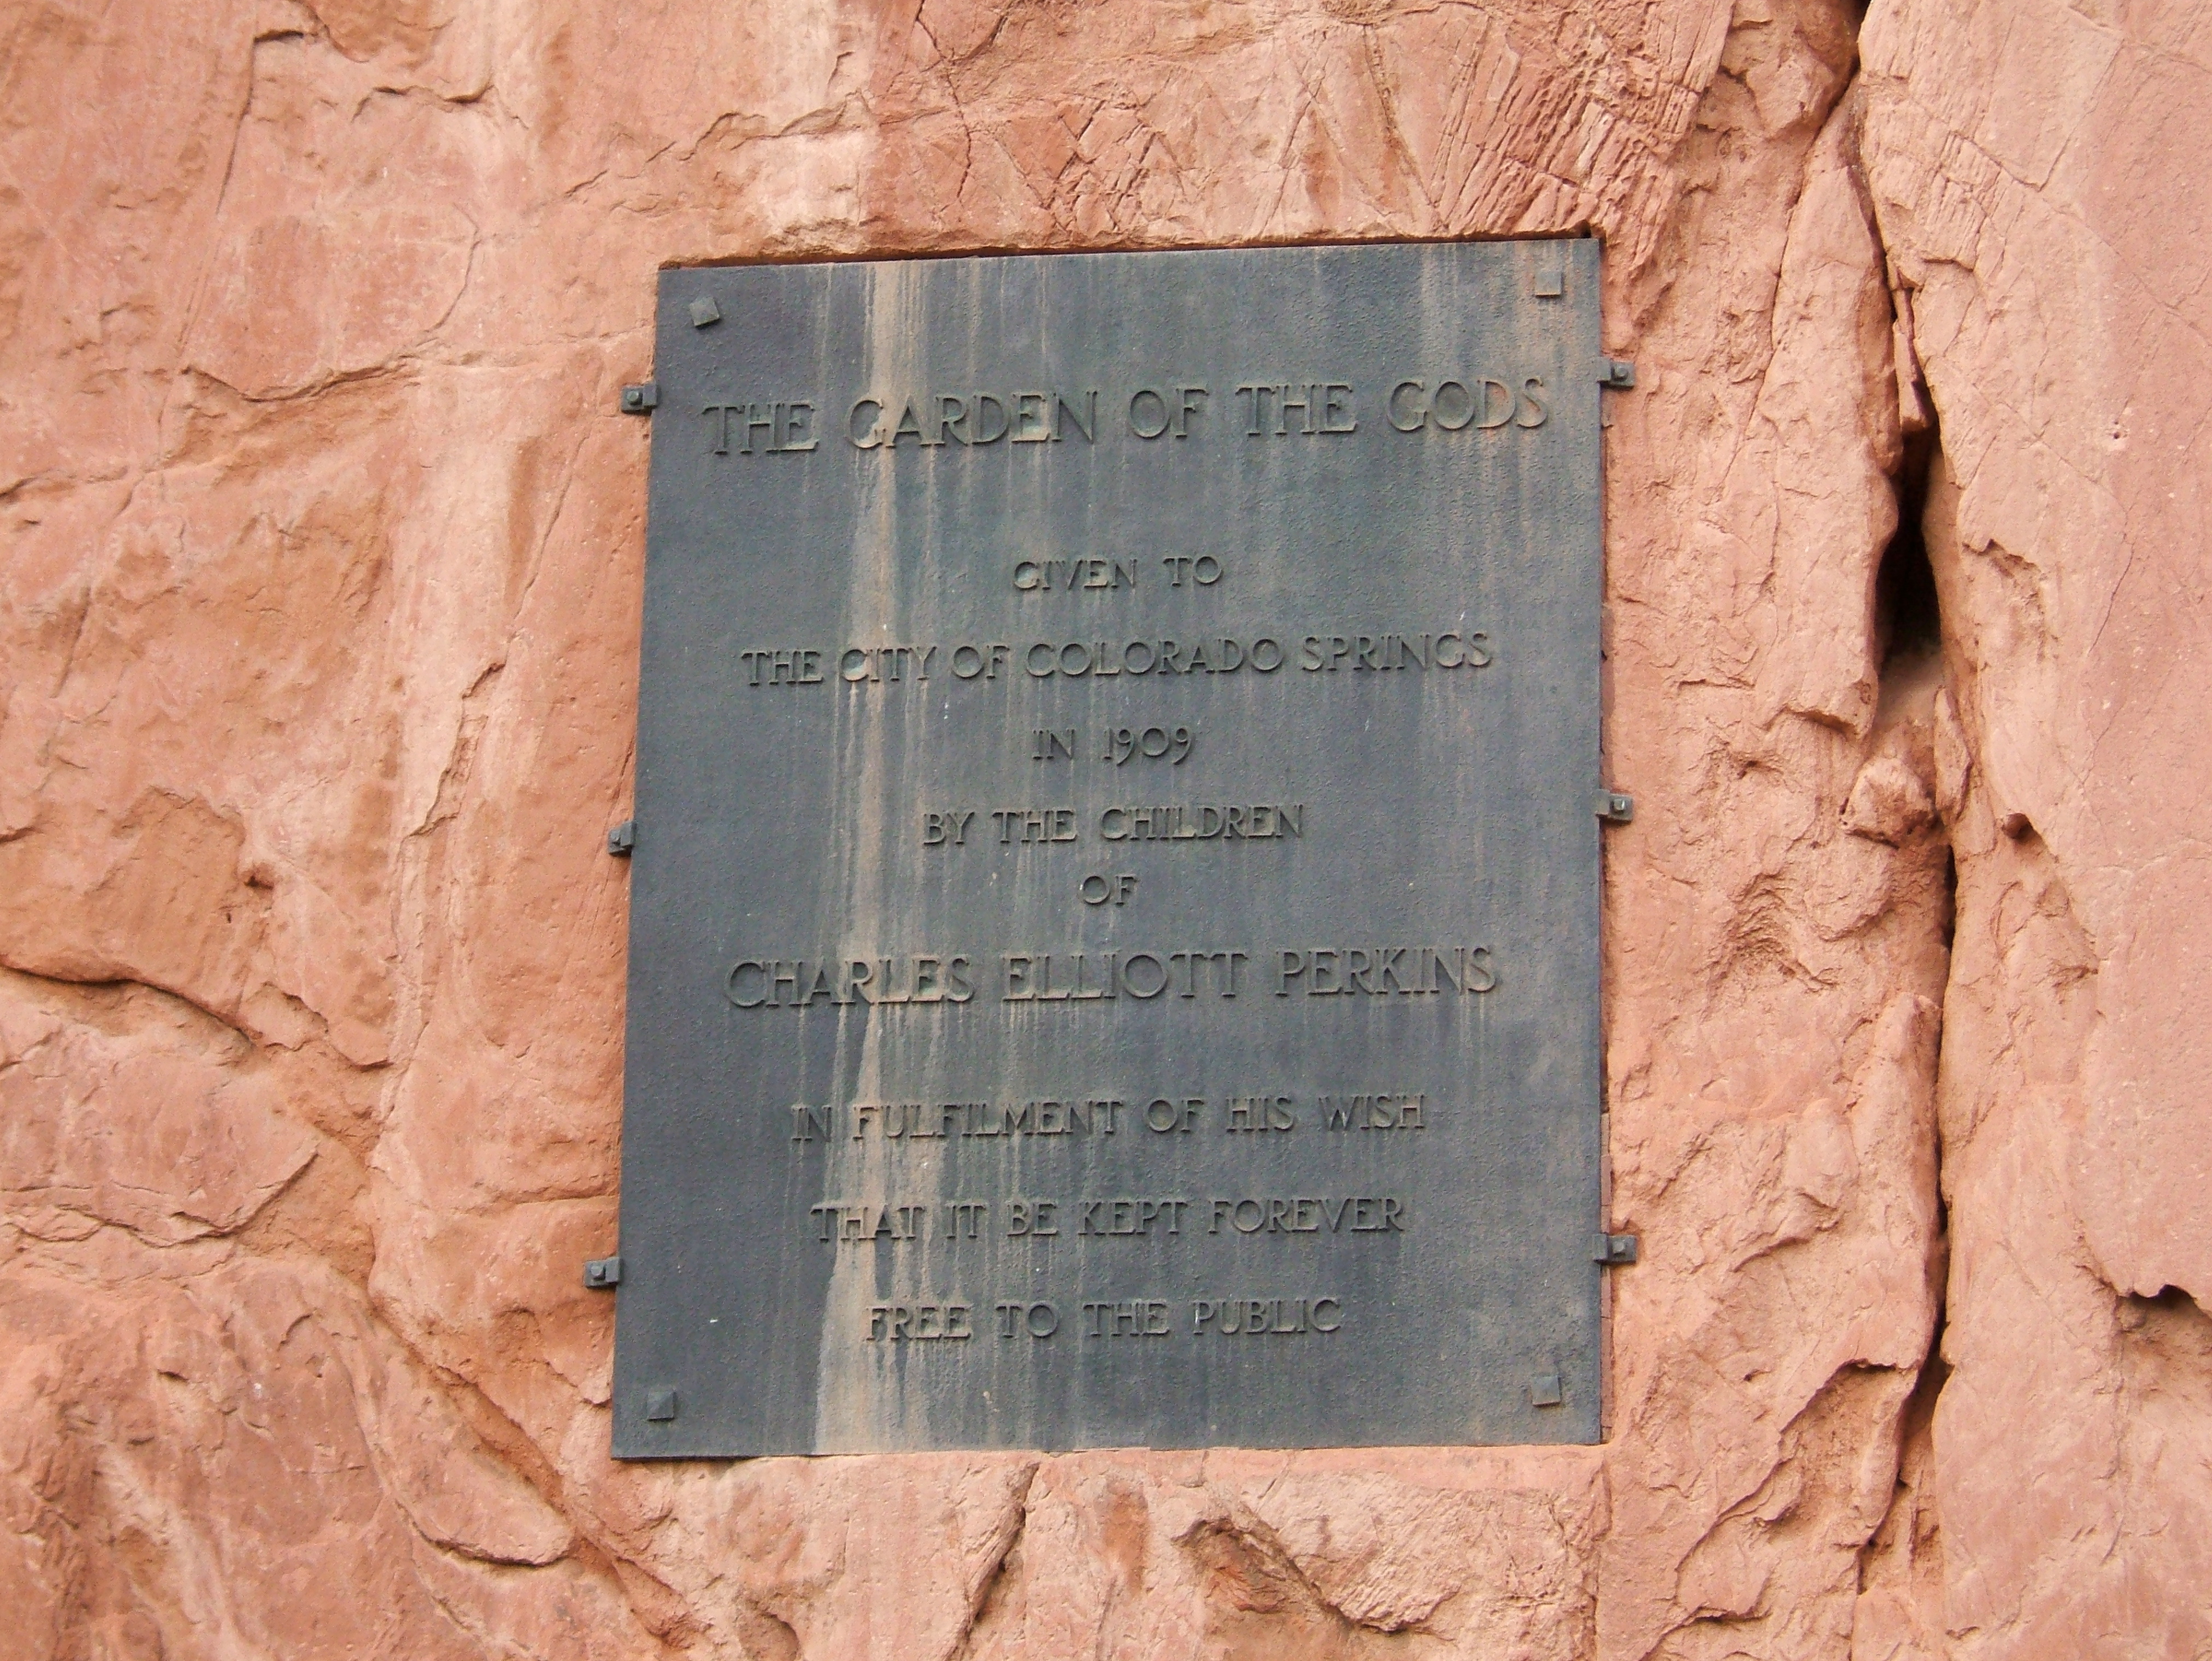 THE GARDEN OF THE GODS
GIVEN TO
THE CITY OF COLORADO SPRINGS
IN 1909
BY THE CHILDREN
OF
CHARLES ELLIOTT PERKINS
IN FULFILMENT OF HIS WISH
THAT IT BE KEPT FOREVER
FREE TO THE PUBLIC